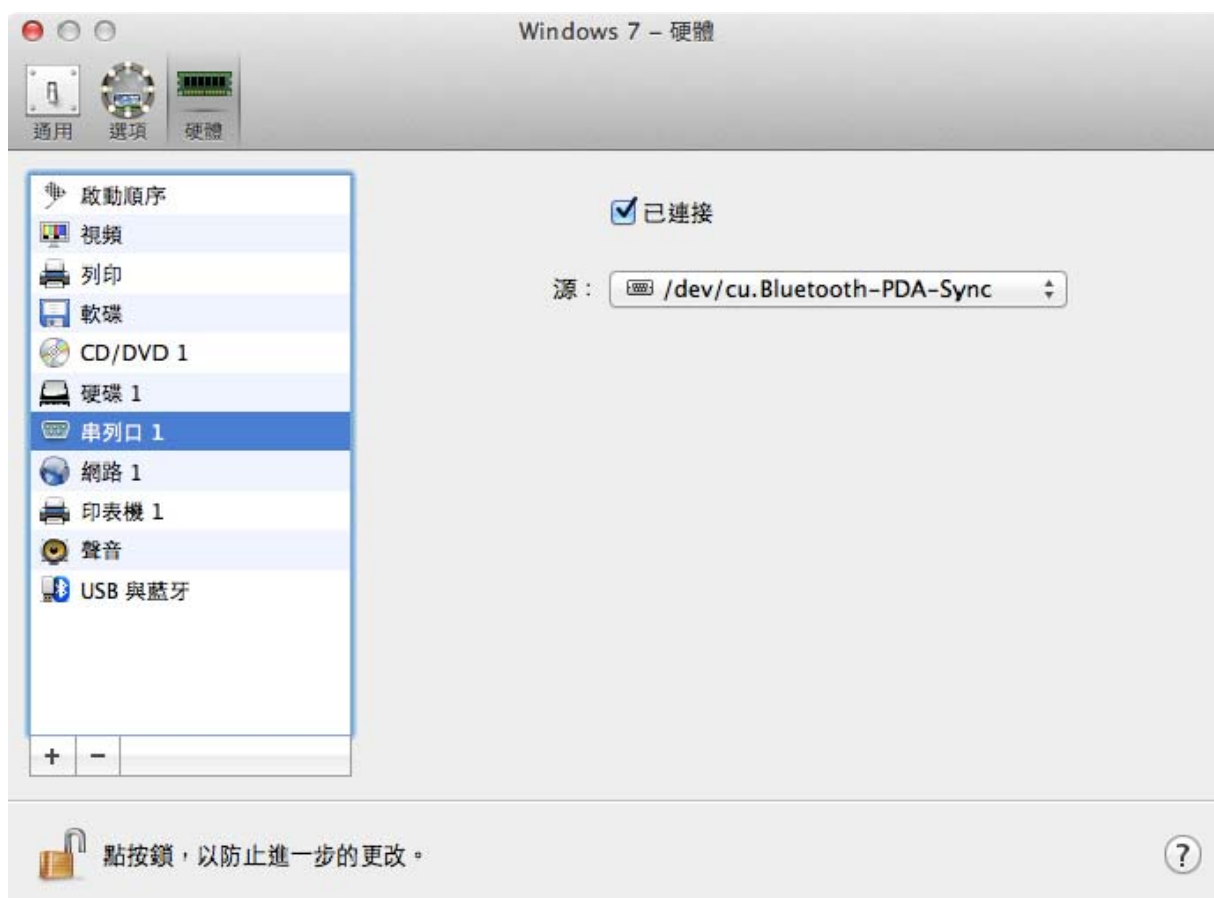 Windows 7 – 硬體
通用 選項 硬體
啟動順序
視頻
列印
軟碟
CD/DVD 1
硬碟 1
串列口 1
網路 1
印表機 1
聲音
USB 與藍牙
+ −
已連接
源： /dev/cu.Bluetooth-PDA-Sync
點按鎖，以防止進一步的更改。
?